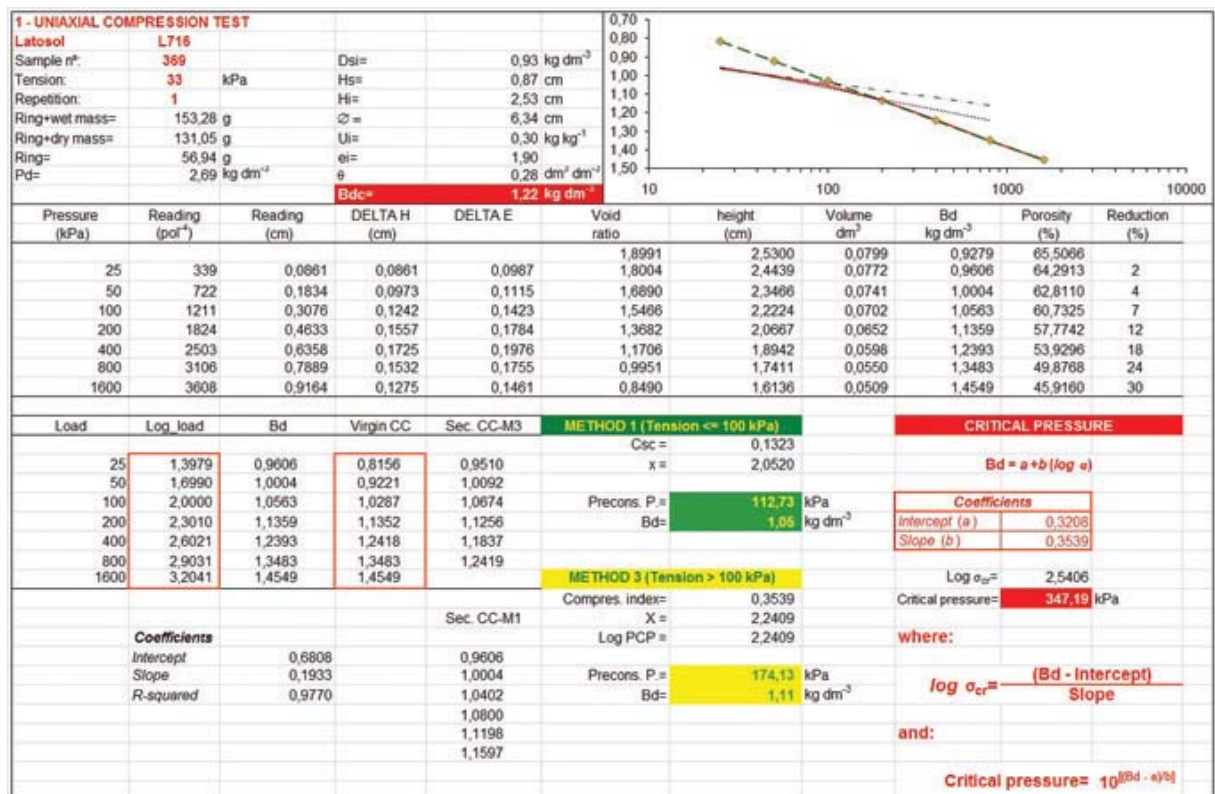 1 - UNIAXIAL COMPRESSION TEST
Latosol L716
Sample nº: 369 Dsi= 0,93 kg dm-3
Tension: 33 kPa Hs= 0,87 cm
Repetition: 1 Hi= 2,53 cm
Ring+wet mass= 153,28 g Ø = 6,34 cm
Ring+dry mass= 131,05 g Ui= 0,30 kg kg-1
Ring= 56,94 g ei= 1,90
Pd= 2,69 kg dm-3 θ 0,28 dm3 dm-3
Bdc= 1,22 kg dm-3
0,70
0,80
0,90
1,00
1,10
1,20
1,30
1,40
1,50
10 100 1000 10000
Pressure Reading Reading DELTA H DELTA E Void height Volume Bd Porosity Reduction
(kPa) (pol-4) (cm) (cm) ratio (cm) dm3 kg dm-3 (%) (%)
1,8991 2,5300 0,0799 0,9279 65,5066
25 339 0,0861 0,0861 0,0987 1,8004 2,4439 0,0772 0,9606 64,2913 2
50 722 0,1834 0,0973 0,1115 1,6890 2,3466 0,0741 1,0004 62,8110 4
100 1211 0,3076 0,1242 0,1423 1,5466 2,2224 0,0702 1,0563 60,7325 7
200 1824 0,4633 0,1557 0,1784 1,3682 2,0667 0,0652 1,1359 57,7742 12
400 2503 0,6358 0,1725 0,1976 1,1706 1,8942 0,0598 1,2393 53,9296 18
800 3106 0,7889 0,1532 0,1755 0,9951 1,7411 0,0550 1,3483 49,8768 24
1600 3608 0,9164 0,1275 0,1461 0,8490 1,6136 0,0509 1,4549 45,9160 30
Load Log_load Bd Virgin CC Sec. CC-M3 METHOD 1 (Tension <= 100 kPa) CRITICAL PRESSURE
Csc = 0,1323
25 1,3979 0,9606 0,8156 0,9510 x = 2,0520 Bd = a+b(log σ)
50 1,6990 1,0004 0,9221 1,0092
100 2,0000 1,0563 1,0287 1,0674 Precons. P.= 112,73 kPa Coefficients
200 2,3010 1,1359 1,1352 1,1256 Bd= 1,05 kg dm-3 Intercept (a) 0,3208
400 2,6021 1,2393 1,2418 1,1837 Slope (b) 0,3539
800 2,9031 1,3483 1,3483 1,2419
1600 3,2041 1,4549 1,4549 METHOD 3 (Tension > 100 kPa) Log σcr= 2,5406
Compres. index= 0,3539 Critical pressure= 347,19 kPa
Sec. CC-M1 X = 2,2409
Coefficients Log PCP = 2,2409 where:
Intercept 0,6808 0,9606
Slope 0,1933 1,0004 Precons. P.= 174,13 kPa log σcr= (Bd - Intercept)
R-squared 0,9770 1,0402 Bd= 1,11 kg dm-3 Slope
1,0800
1,1198 and:
1,1597
Critical pressure= 10[(Bd - a)/b]